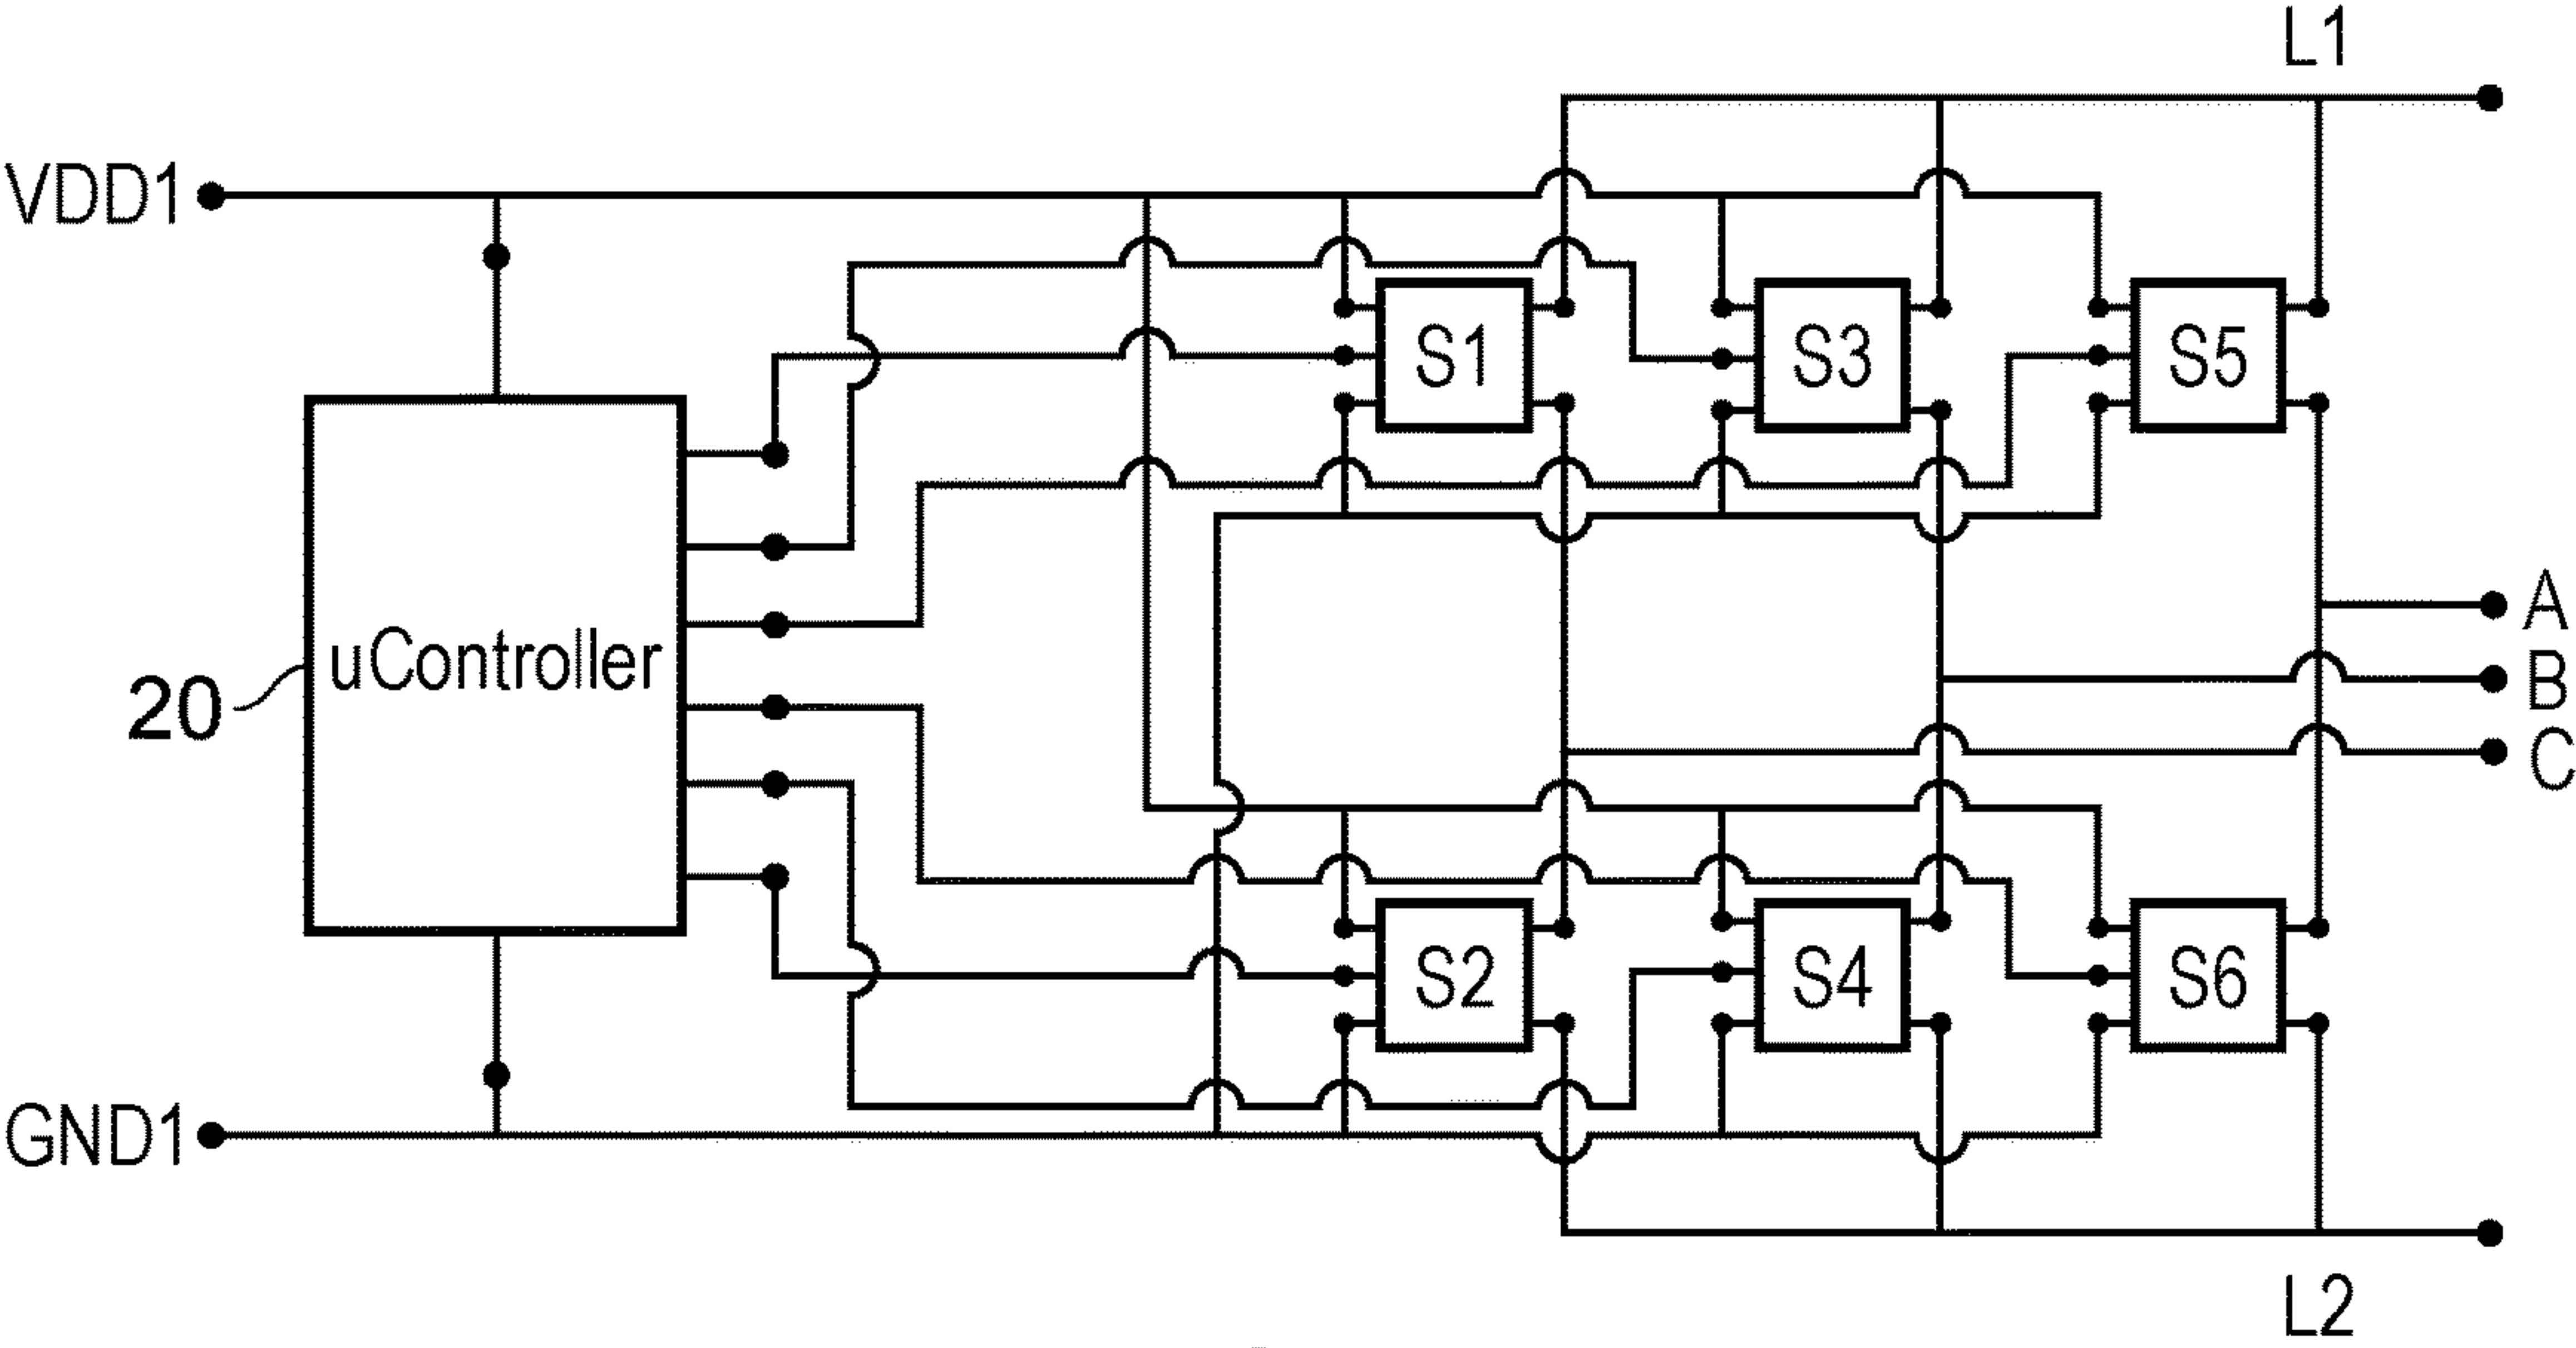 L1
VDD1
S1
S3
S5
A
uController
B
20
C
S2
S4
S6
GND1
L2